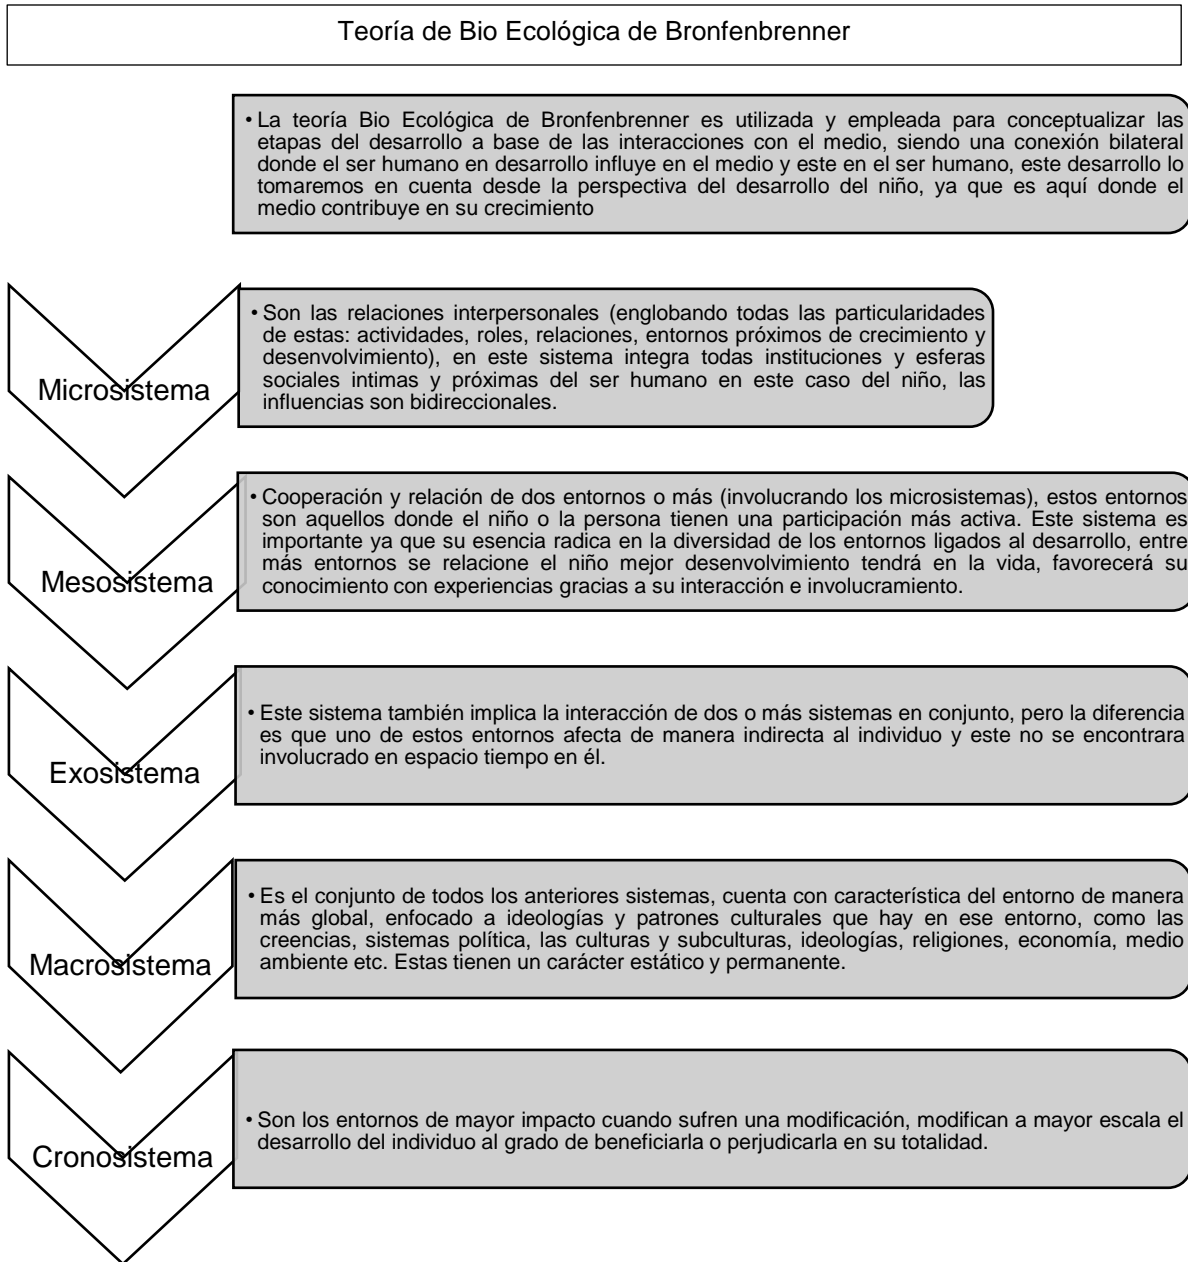 Teoría de Bio Ecológica de Bronfenbrenner
• La teoría Bio Ecológica de Bronfenbrenner es utilizada y empleada para conceptualizar las
etapas del desarrollo a base de las interacciones con el medio, siendo una conexión bilateral
donde el ser humano en desarrollo influye en el medio y este en el ser humano, este desarrollo lo
tomaremos en cuenta desde la perspectiva del desarrollo del niño, ya que es aquí donde el
medio contribuye en su crecimiento
Microsistema
• Son las relaciones interpersonales (englobando todas las particularidades
de estas: actividades, roles, relaciones, entornos próximos de crecimiento y
desenvolvimiento), en este sistema integra todas instituciones y esferas
sociales intimas y próximas del ser humano en este caso del niño, las
influencias son bidireccionales.
Mesosistema
• Cooperación y relación de dos entornos o más (involucrando los microsistemas), estos entornos
son aquellos donde el niño o la persona tienen una participación más activa. Este sistema es
importante ya que su esencia radica en la diversidad de los entornos ligados al desarrollo, entre
más entornos se relacione el niño mejor desenvolvimiento tendrá en la vida, favorecerá su
conocimiento con experiencias gracias a su interacción e involucramiento.
Exosistema
• Este sistema también implica la interacción de dos o más sistemas en conjunto, pero la diferencia
es que uno de estos entornos afecta de manera indirecta al individuo y este no se encontrara
involucrado en espacio tiempo en él.
Macrosistema
• Es el conjunto de todos los anteriores sistemas, cuenta con característica del entorno de manera
más global, enfocado a ideologías y patrones culturales que hay en ese entorno, como las
creencias, sistemas política, las culturas y subculturas, ideologías, religiones, economía, medio
ambiente etc. Estas tienen un carácter estático y permanente.
Cronosistema
• Son los entornos de mayor impacto cuando sufren una modificación, modifican a mayor escala el
desarrollo del individuo al grado de beneficiarla o perjudicarla en su totalidad.